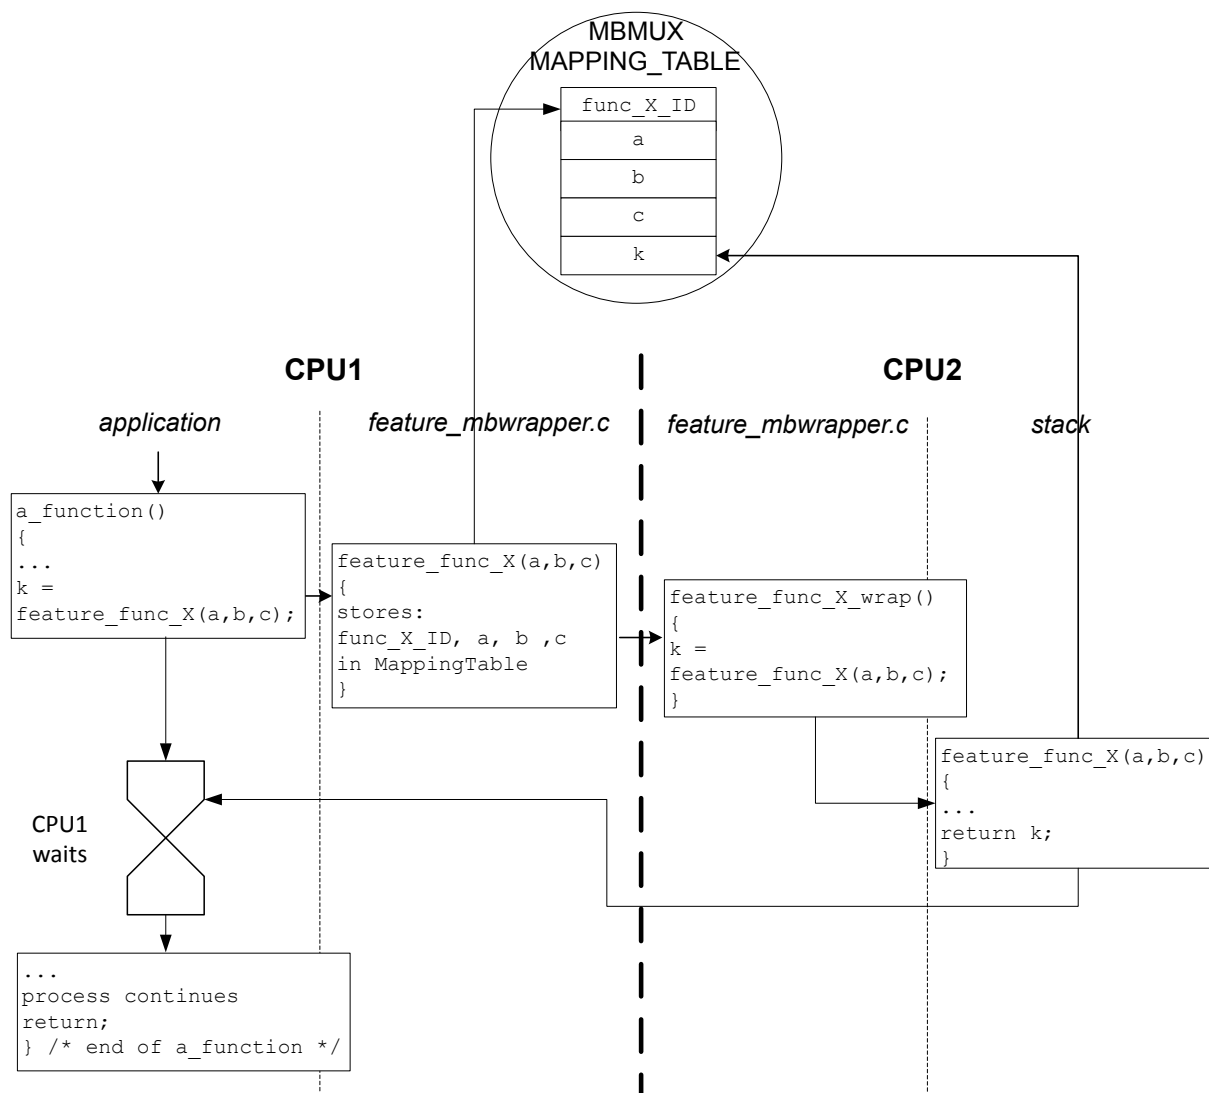 MBMUX
MAPPING_TABLE
func_X_ID
a
b
c
k
CPU1
CPU2
application
feature_mbwrapper.c
feature_mbwrapper.c
stack
a_function()
{
...
k =
feature_func_X(a,b,c);
feature_func_X(a,b,c)
{
stores:
func_X_ID, a, b ,c
in MappingTable
}
feature_func_X_wrap()
{
k =
feature_func_X(a,b,c);
}
feature_func_X(a,b,c)
{
...
return k;
}
CPU1
waits
...
process continues
return;
} /* end of a_function */